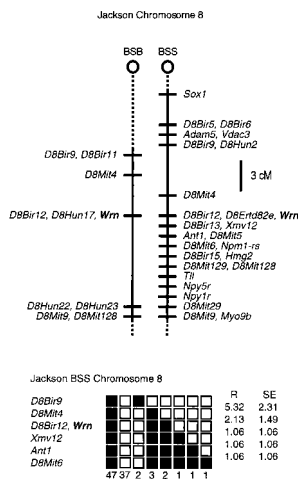 Jackson Chromosome 8
BSB BSS
Sox1
D8Bir5, D8Bir6
Adam5, Vdac3
D8Bir9, D8Hun2
D8Bir9, D8Bir11
3 cM
D8Mit4
D8Mit4
D8Bir12, D8Hun17, Wrn
D8Bir12, D8Ertd82e, Wrn
D8Bir13, Xmv12
Ant1, D8Mit5
D8Mit6, Npm1-rs
D8Bir15, Hmg2
D8Mit129, D8Mit128
Tll
Npy5r
Npy1r
D8Hun22, D8Hun23
D8Mit29
D8Mit9, D8Mit128
D8Mit9, Myo9b
Jackson BSS Chromosome 8
R SE
D8Bir9
5.32 2.31
D8Mit4
2.13 1.49
D8Bir12, Wrn
1.06 1.06
Xmv12
1.06 1.06
Ant1
1.06 1.06
D8Mit6
47 37 2 3 2 1 1 1